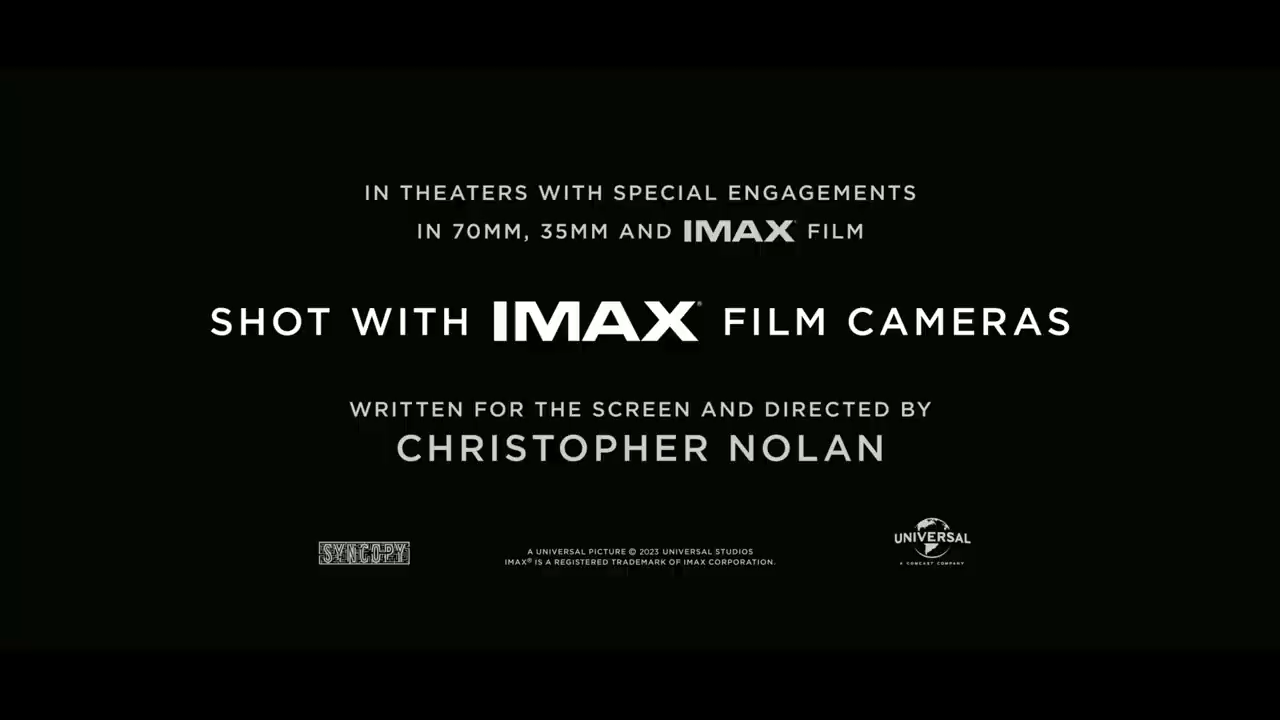 IN THEATERS WITH SPECIAL ENGAGEMENTS
IN 70MM, 35MM AND IMAX® FILM
SHOT WITH IMAX® FILM CAMERAS
WRITTEN FOR THE SCREEN AND DIRECTED BY
CHRISTOPHER NOLAN
SYNCOPY
A UNIVERSAL PICTURE © 2023 UNIVERSAL STUDIOS
IMAX® IS A REGISTERED TRADEMARK OF IMAX CORPORATION.
UNIVERSAL
A COMCAST COMPANY